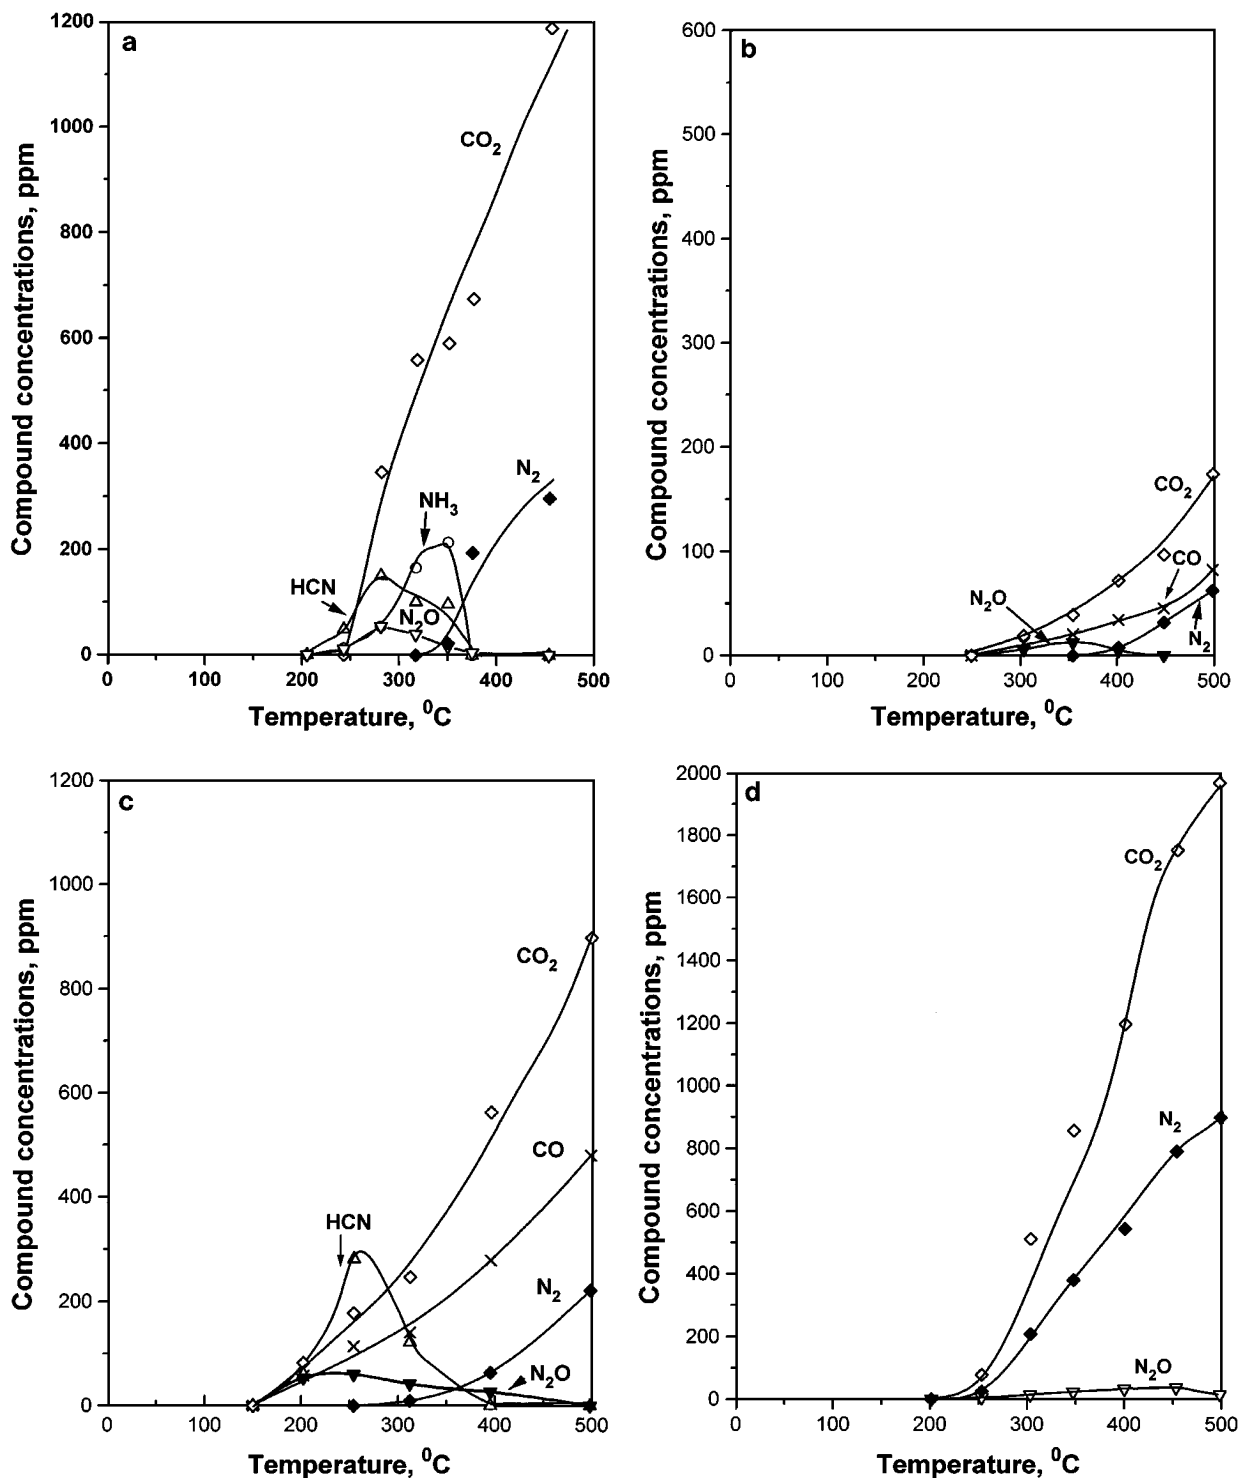 a
1200
1000
800
600
400
200
0
Compound concentrations, ppm
CO2
N2
NH3
HCN
N2O
0 100 200 300 400 500
Temperature, 0C
b
600
500
400
300
200
100
0
Compound concentrations, ppm
CO2
CO
N2O
N2
0 100 200 300 400 500
Temperature, 0C
c
1200
1000
800
600
400
200
0
Compound concentrations, ppm
CO2
CO
HCN
N2
N2O
0 100 200 300 400 500
Temperature, 0C
d
2000
1800
1600
1400
1200
1000
800
600
400
200
0
Compound concentrations, ppm
CO2
N2
N2O
0 100 200 300 400 500
Temperature, 0C